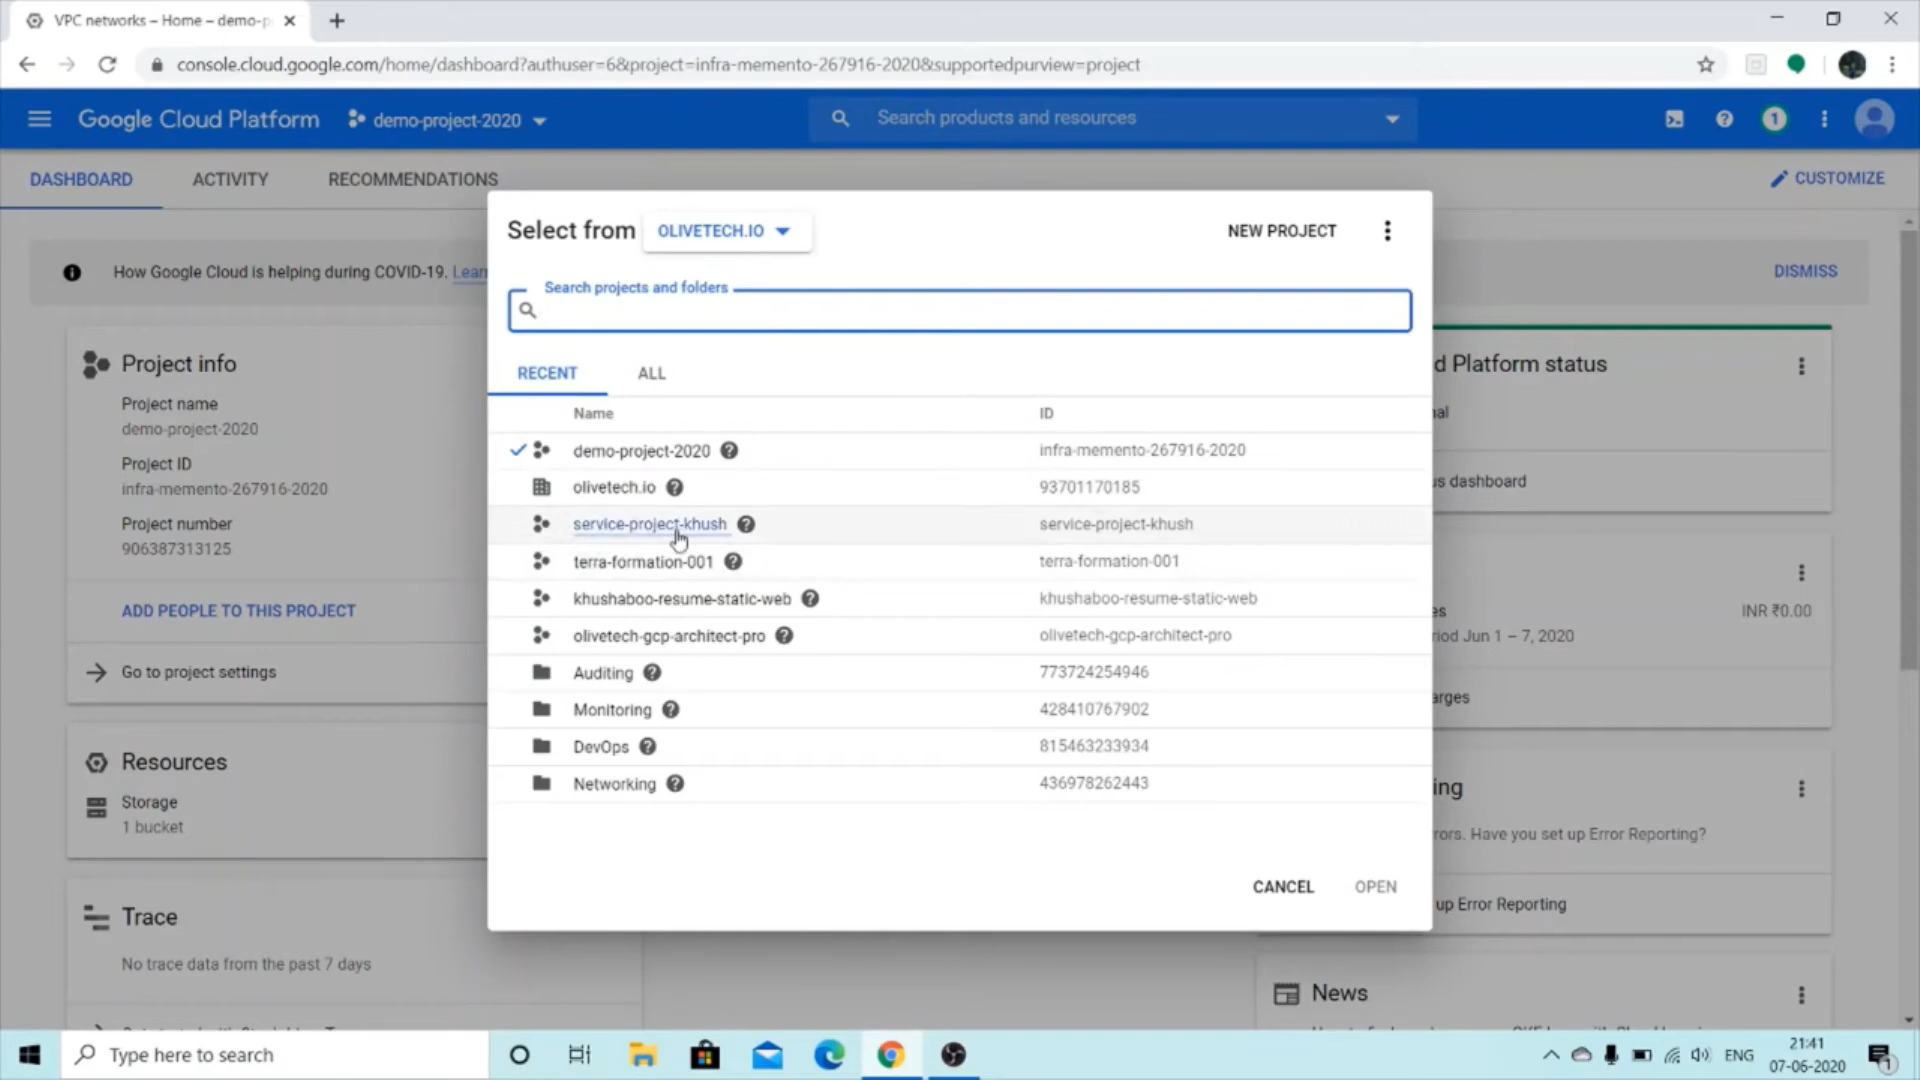 VPC networks – Home – demo-p
console.cloud.google.com/home/dashboard?authuser=6&project=infra-memento-267916-2020&supportedpurview=project
Google Cloud Platform
demo-project-2020
Search products and resources
1
DASHBOARD
ACTIVITY
RECOMMENDATIONS
CUSTOMIZE
How Google Cloud is helping during COVID-19. Learn
DISMISS
Project info
Project name
demo-project-2020
Project ID
infra-memento-267916-2020
Project number
906387313125
ADD PEOPLE TO THIS PROJECT
Go to project settings
Resources
Storage
1 bucket
Trace
No trace data from the past 7 days
Select from
OLIVETECH.IO
NEW PROJECT
Search projects and folders
RECENT
ALL
Name
ID
demo-project-2020
infra-memento-267916-2020
olivetech.io
93701170185
service-project-khush
service-project-khush
terra-formation-001
terra-formation-001
khushaboo-resume-static-web
khushaboo-resume-static-web
olivetech-gcp-architect-pro
olivetech-gcp-architect-pro
Auditing
773724254946
Monitoring
428410767902
DevOps
815463233934
Networking
436978262443
CANCEL
OPEN
d Platform status
al
us dashboard
es
INR ₹0.00
riod Jun 1 – 7, 2020
arges
ing
rors. Have you set up Error Reporting?
up Error Reporting
News
Type here to search
ENG
21:41
07-06-2020
1